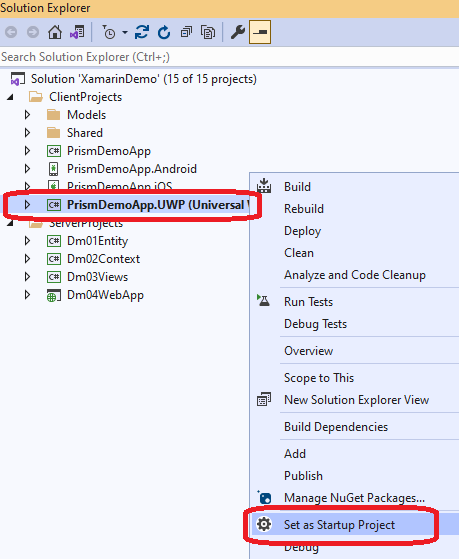 Solution Explorer
Search Solution Explorer (Ctrl+;)
Solution 'XamarinDemo' (15 of 15 projects)
ClientProjects
Models
Shared
PrismDemoApp
PrismDemoApp.Android
PrismDemoApp.iOS
PrismDemoApp.UWP (Universal
ServerProjects
Dm01Entity
Dm02Context
Dm03Views
Dm04WebApp
Build
Rebuild
Deploy
Clean
Analyze and Code Cleanup
Run Tests
Debug Tests
Overview
Scope to This
New Solution Explorer View
Build Dependencies
Add
Publish
Manage NuGet Packages...
Set as Startup Project
Debug